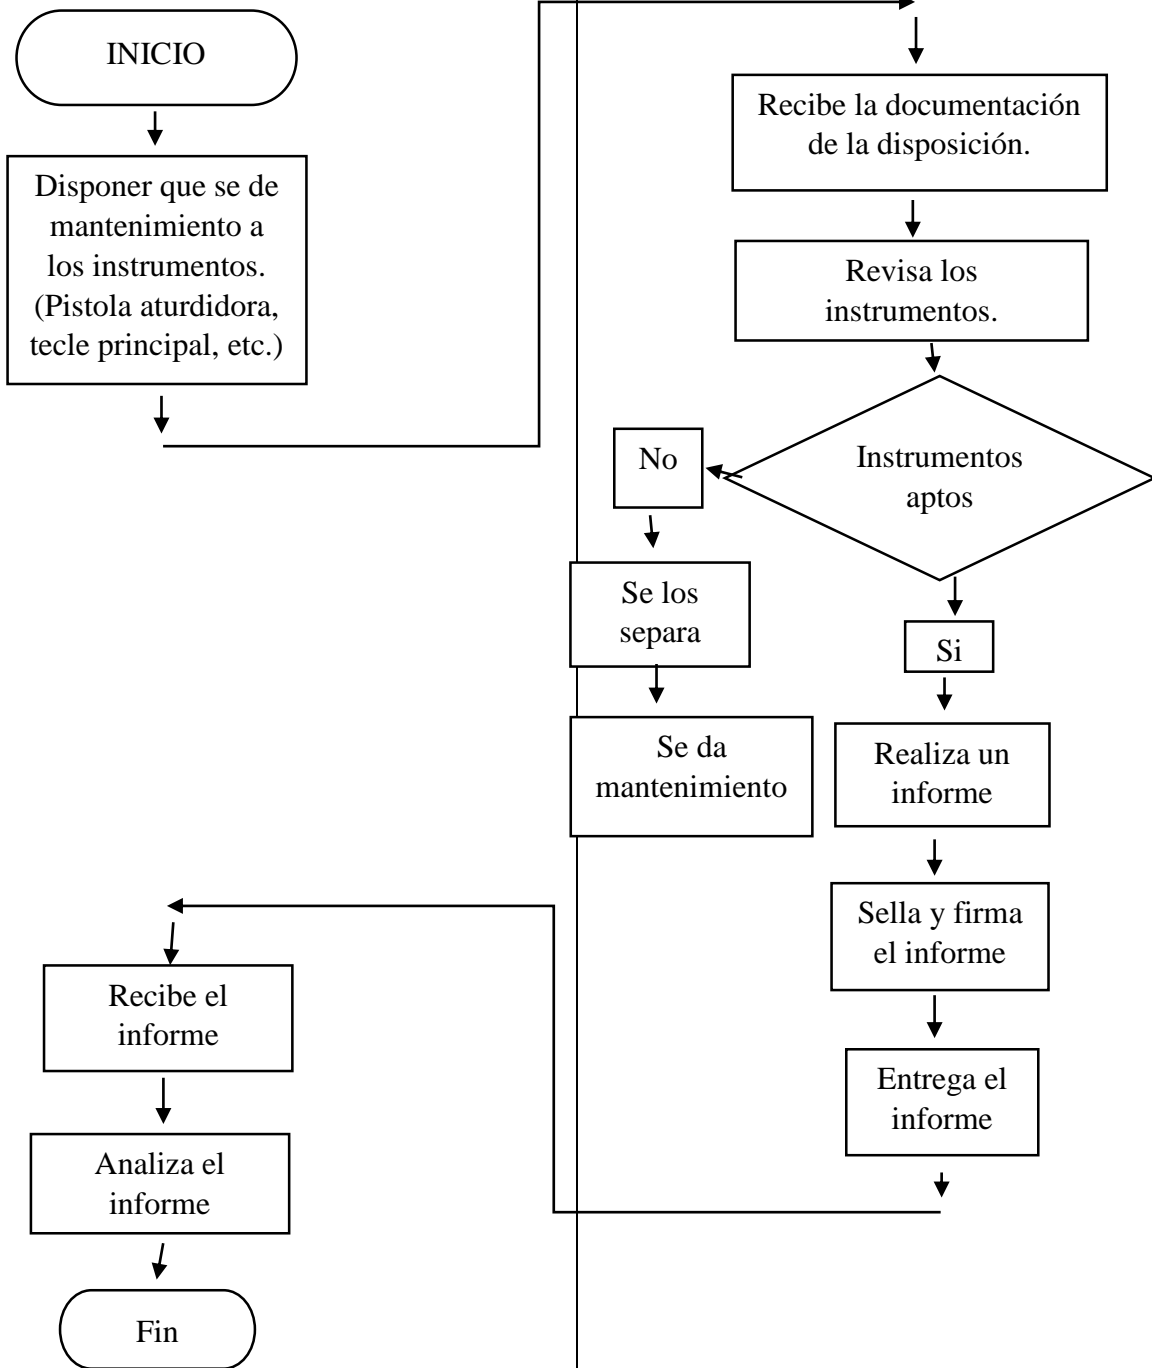 INICIO
Disponer que se de
mantenimiento a
los instrumentos.
(Pistola aturdidora,
tecle principal, etc.)
Recibe la documentación
de la disposición.
Revisa los
instrumentos.
Instrumentos
aptos
No
Se los
separa
Se da
mantenimiento
Si
Realiza un
informe
Sella y firma
el informe
Entrega el
informe
Recibe el
informe
Analiza el
informe
Fin